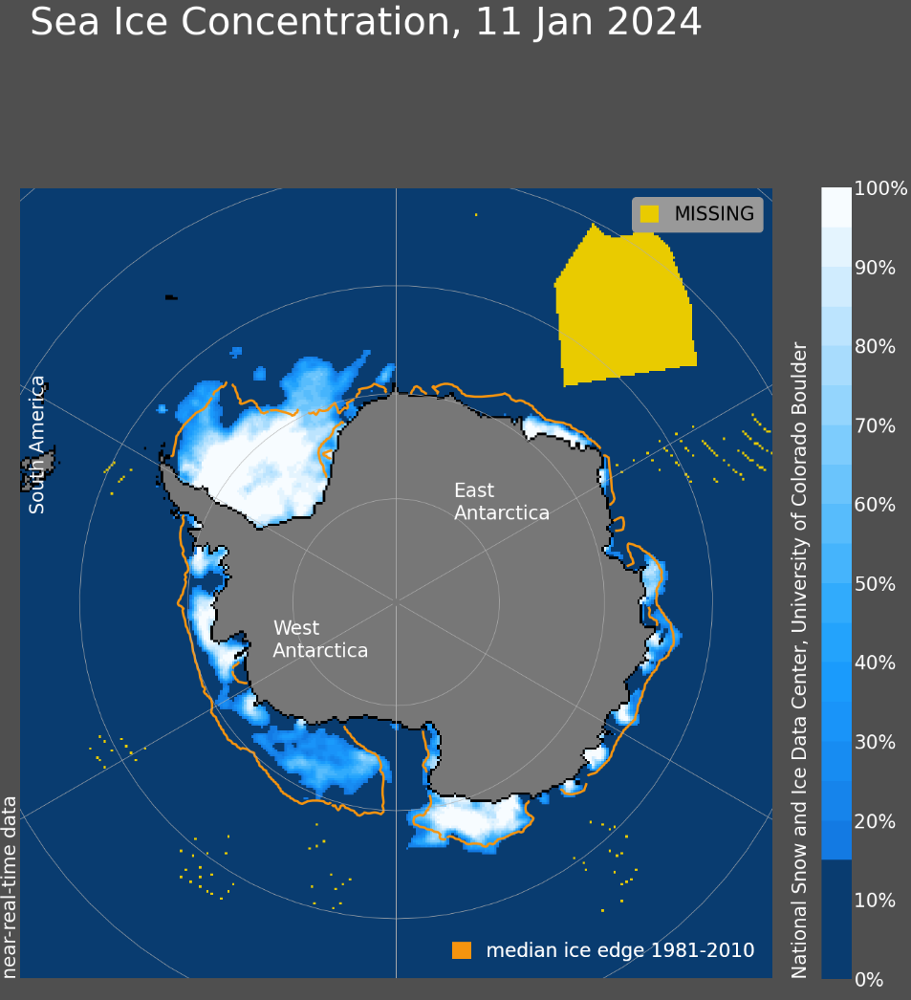 Sea Ice Concentration, 11 Jan 2024
MISSING
South America
East
Antarctica
West
Antarctica
median ice edge 1981-2010
near-real-time data
National Snow and Ice Data Center, University of Colorado Boulder
100%
90%
80%
70%
60%
50%
40%
30%
20%
10%
0%